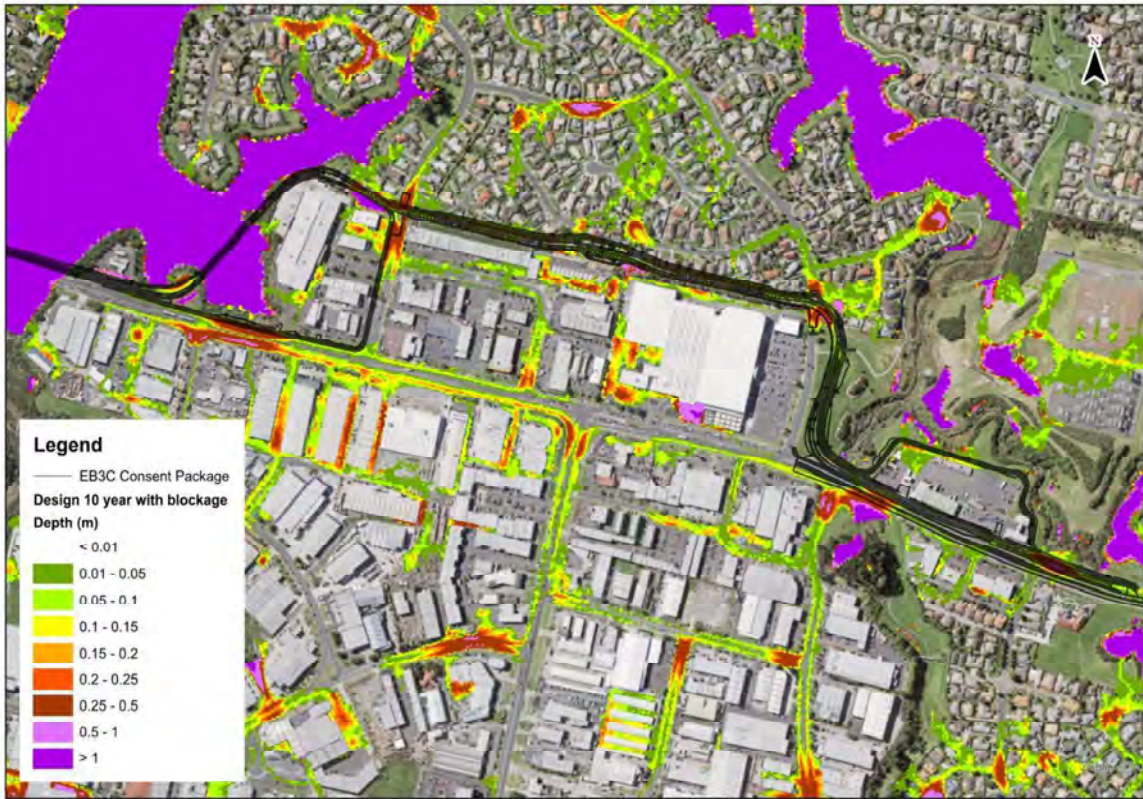 N
Legend
EB3C Consent Package
Design 10 year with blockage
Depth (m)
< 0.01
0.01 - 0.05
0.05 - 0.1
0.1 - 0.15
0.15 - 0.2
0.2 - 0.25
0.25 - 0.5
0.5 - 1
> 1